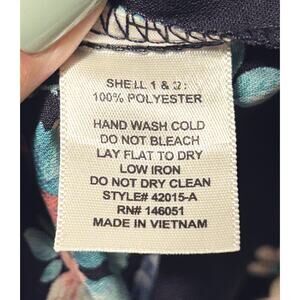 SHELL 1 & 2:
100% POLYESTER
HAND WASH COLD
DO NOT BLEACH
LAY FLAT TO DRY
LOW IRON
DO NOT DRY CLEAN
STYLE# 42015-A
RN# 146051
MADE IN VIETNAM